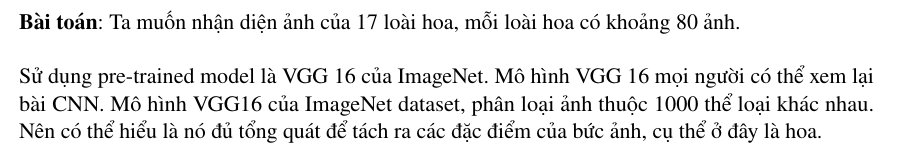 Bài toán: Ta muốn nhận diện ảnh của 17 loài hoa, mỗi loài hoa có khoảng 80 ảnh.
Sử dụng pre-trained model là VGG 16 của ImageNet. Mô hình VGG 16 mọi người có thể xem lại
bài CNN. Mô hình VGG16 của ImageNet dataset, phân loại ảnh thuộc 1000 thể loại khác nhau.
Nên có thể hiểu là nó đủ tổng quát để tách ra các đặc điểm của bức ảnh, cụ thể ở đây là hoa.